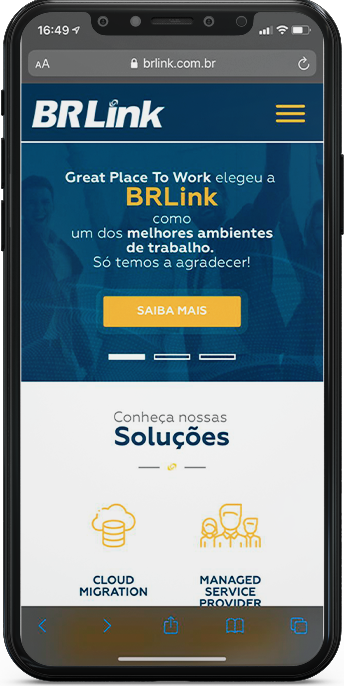 16:49
AA brlink.com.br
BRLink
Great Place To Work elegeu a
BRLink
como
um dos melhores ambientes
de trabalho.
Só temos a agradecer!
SAIBA MAIS
Conheça nossas
Soluções
CLOUD
MIGRATION
MANAGED
SERVICE
PROVIDER